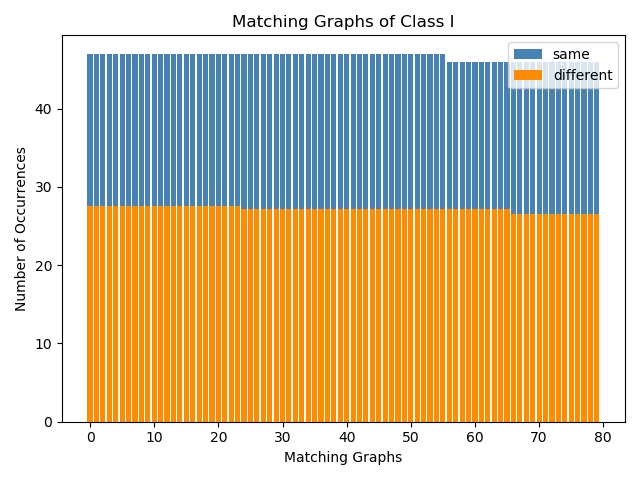 Matching Graphs of Class I
same
different
Number of Occurrences
40
30
20
10
0
0 10 20 30 40 50 60 70 80
Matching Graphs